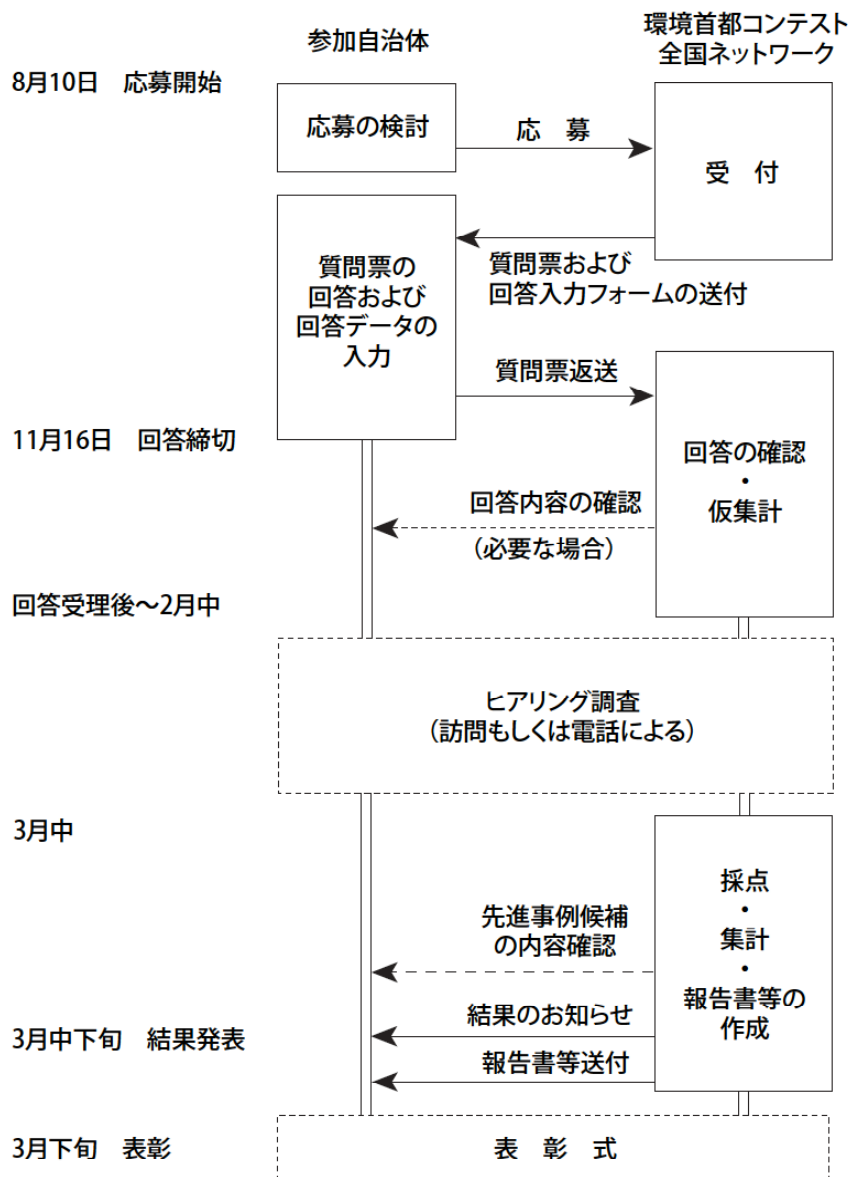 参加自治体
環境首都コンテスト
全国ネットワーク
8月10日　応募開始
応募の検討
応　募
受　付
質問票および
回答入力フォームの送付
質問票の
回答および
回答データの
入力
質問票返送
11月16日　回答締切
回答の確認
・
仮集計
回答内容の確認
（必要な場合）
回答受理後～2月中
ヒアリング調査
（訪問もしくは電話による）
3月中
採点
・
集計
・
報告書等の
作成
先進事例候補
の内容確認
結果のお知らせ
3月中下旬　結果発表
報告書等送付
3月下旬　表彰
表　彰　式